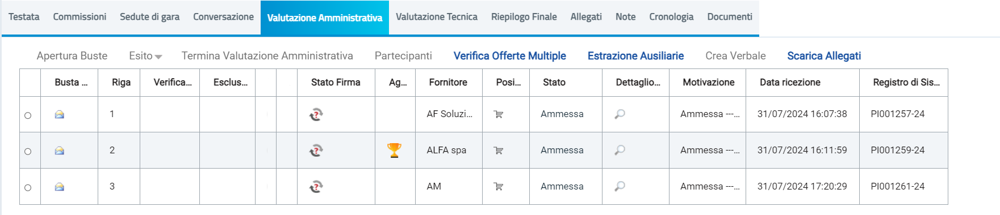 Testata Commissioni Sedute di gara Conversazione Valutazione Amministrativa Valutazione Tecnica Riepilogo Finale Allegati Note Cronologia Documenti
Apertura Buste Esito Termina Valutazione Amministrativa Partecipanti Verifica Offerte Multiple Estrazione Ausiliarie Crea Verbale Scarica Allegati
Busta ... Riga Verifica... Esclus... Stato Firma Ag... Fornitore Posi... Stato Dettaglio... Motivazione Data ricezione Registro di Sis...
1 AF Soluzi... Ammessa Ammessa ---... 31/07/2024 16:07:38 PI001257-24
2 ALFA spa Ammessa Ammessa ---... 31/07/2024 16:11:59 PI001259-24
3 AM Ammessa Ammessa ---... 31/07/2024 17:20:29 PI001261-24